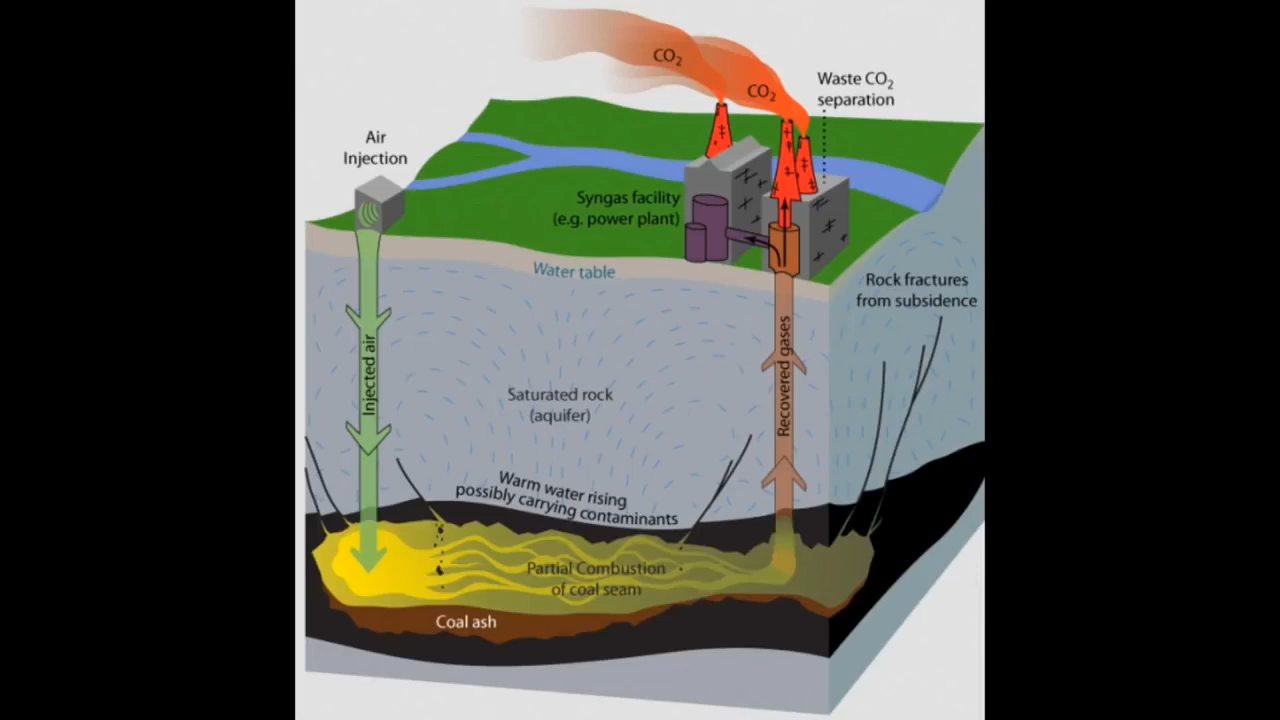 CO₂
CO₂
Waste CO₂
separation
Air
Injection
Syngas facility
(e.g. power plant)
Water table
Rock fractures
from subsidence
Injected air
Recovered gases
Saturated rock
(aquifer)
Warm water rising
possibly carrying contaminants
Partial Combustion
of coal seam
Coal ash